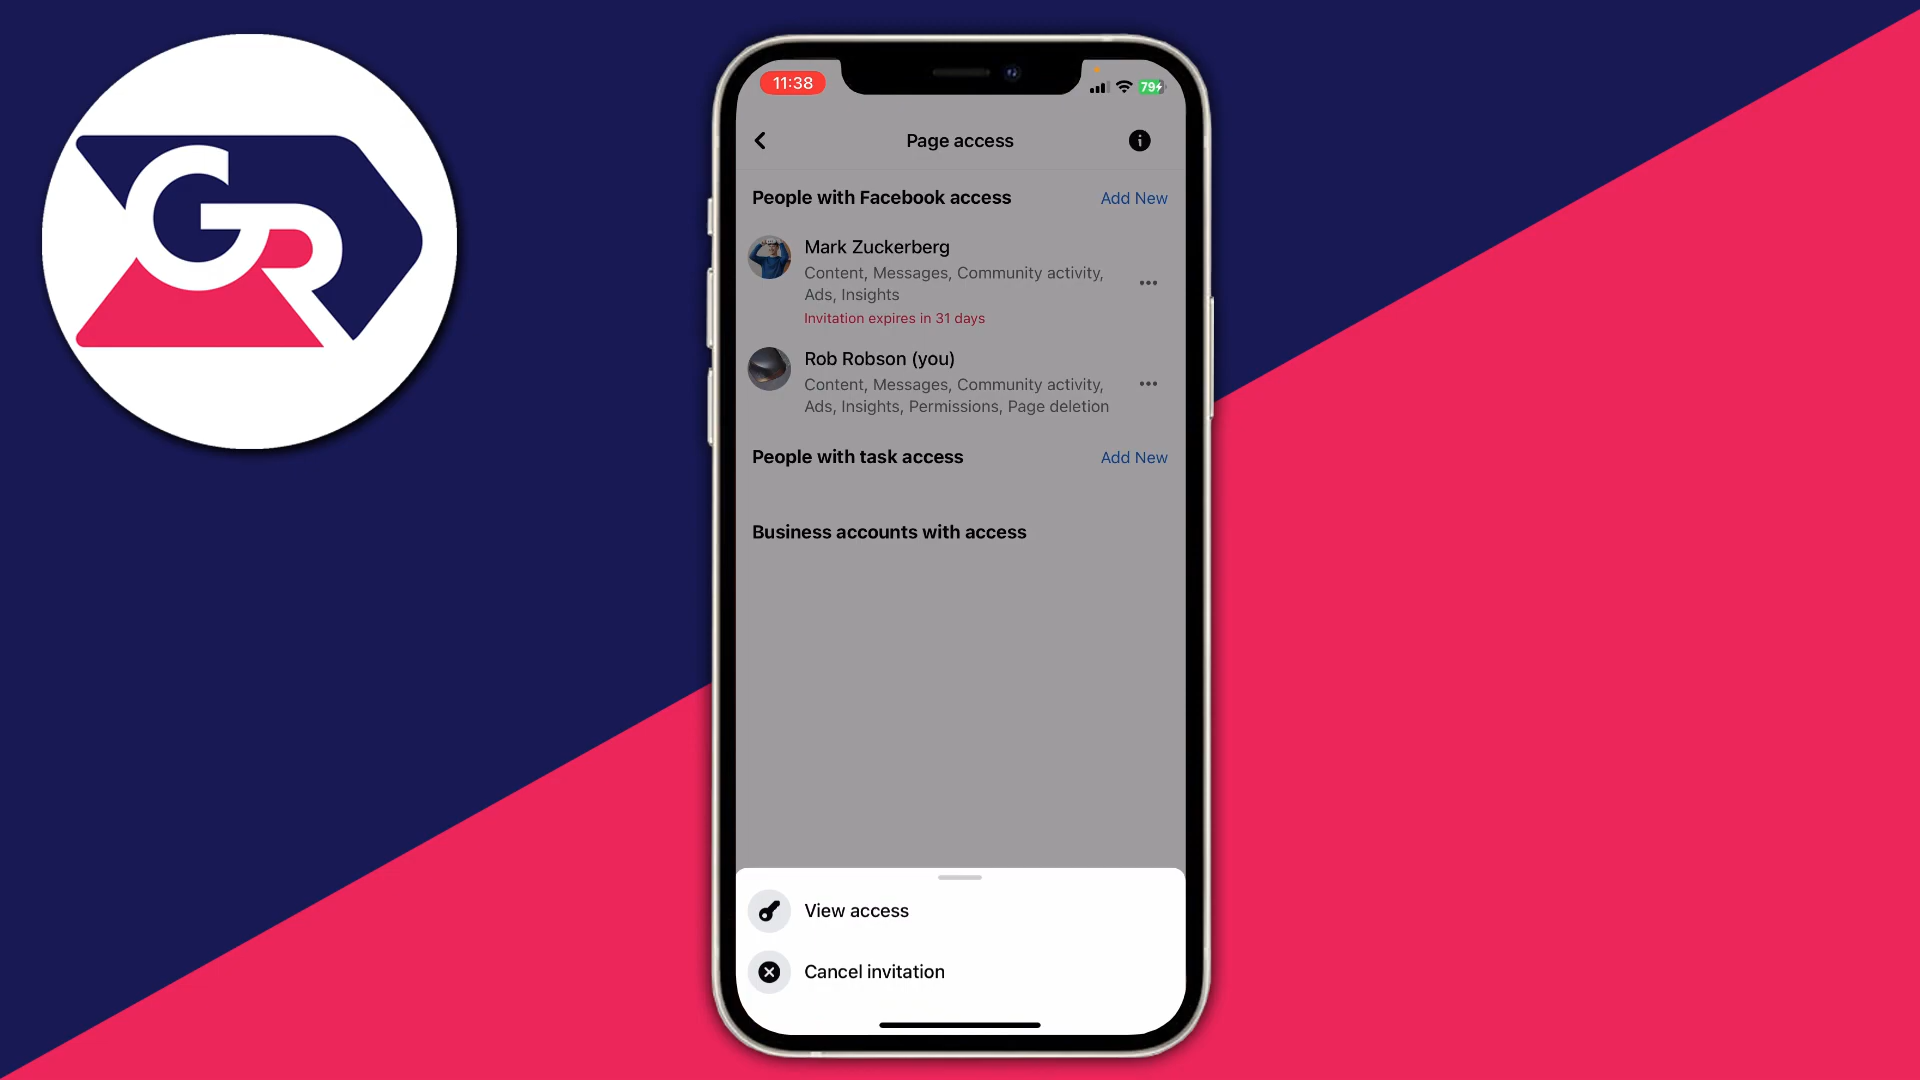 GR
11:38
79
Page access
People with Facebook access
Add New
Mark Zuckerberg
Content, Messages, Community activity,
Ads, Insights
Invitation expires in 31 days
Rob Robson (you)
Content, Messages, Community activity,
Ads, Insights, Permissions, Page deletion
People with task access
Add New
Business accounts with access
View access
Cancel invitation